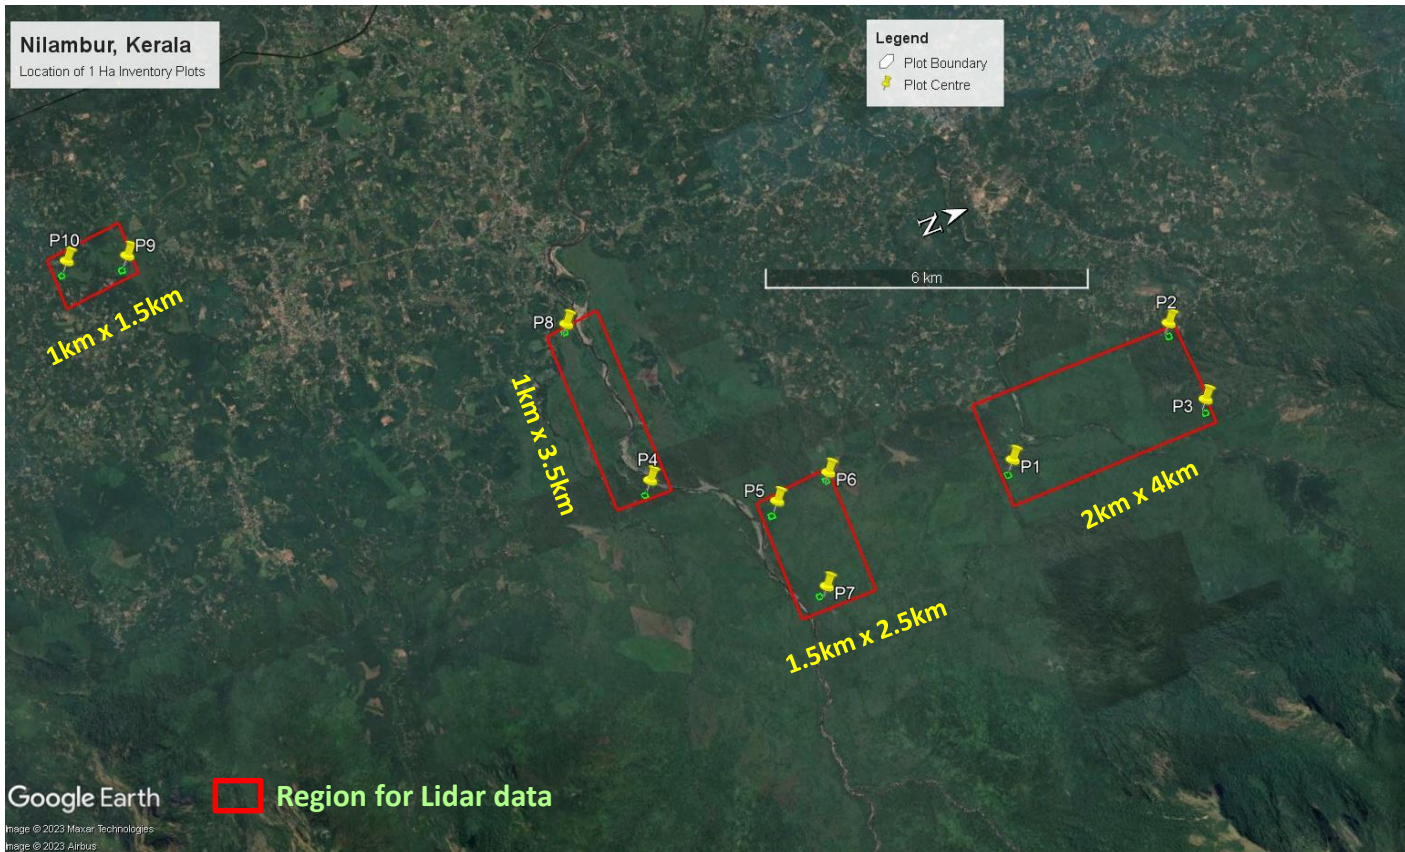 Nilambur, Kerala
Location of 1 Ha Inventory Plots
Legend
Plot Boundary
Plot Centre
N
6 km
P10
P9
1km x 1.5km
P8
P4
1km x 3.5km
P2
P3
P1
2km x 4km
P5
P6
P7
1.5km x 2.5km
Google Earth
Region for Lidar data
Image © 2023 Maxar Technologies
Image © 2023 Airbus